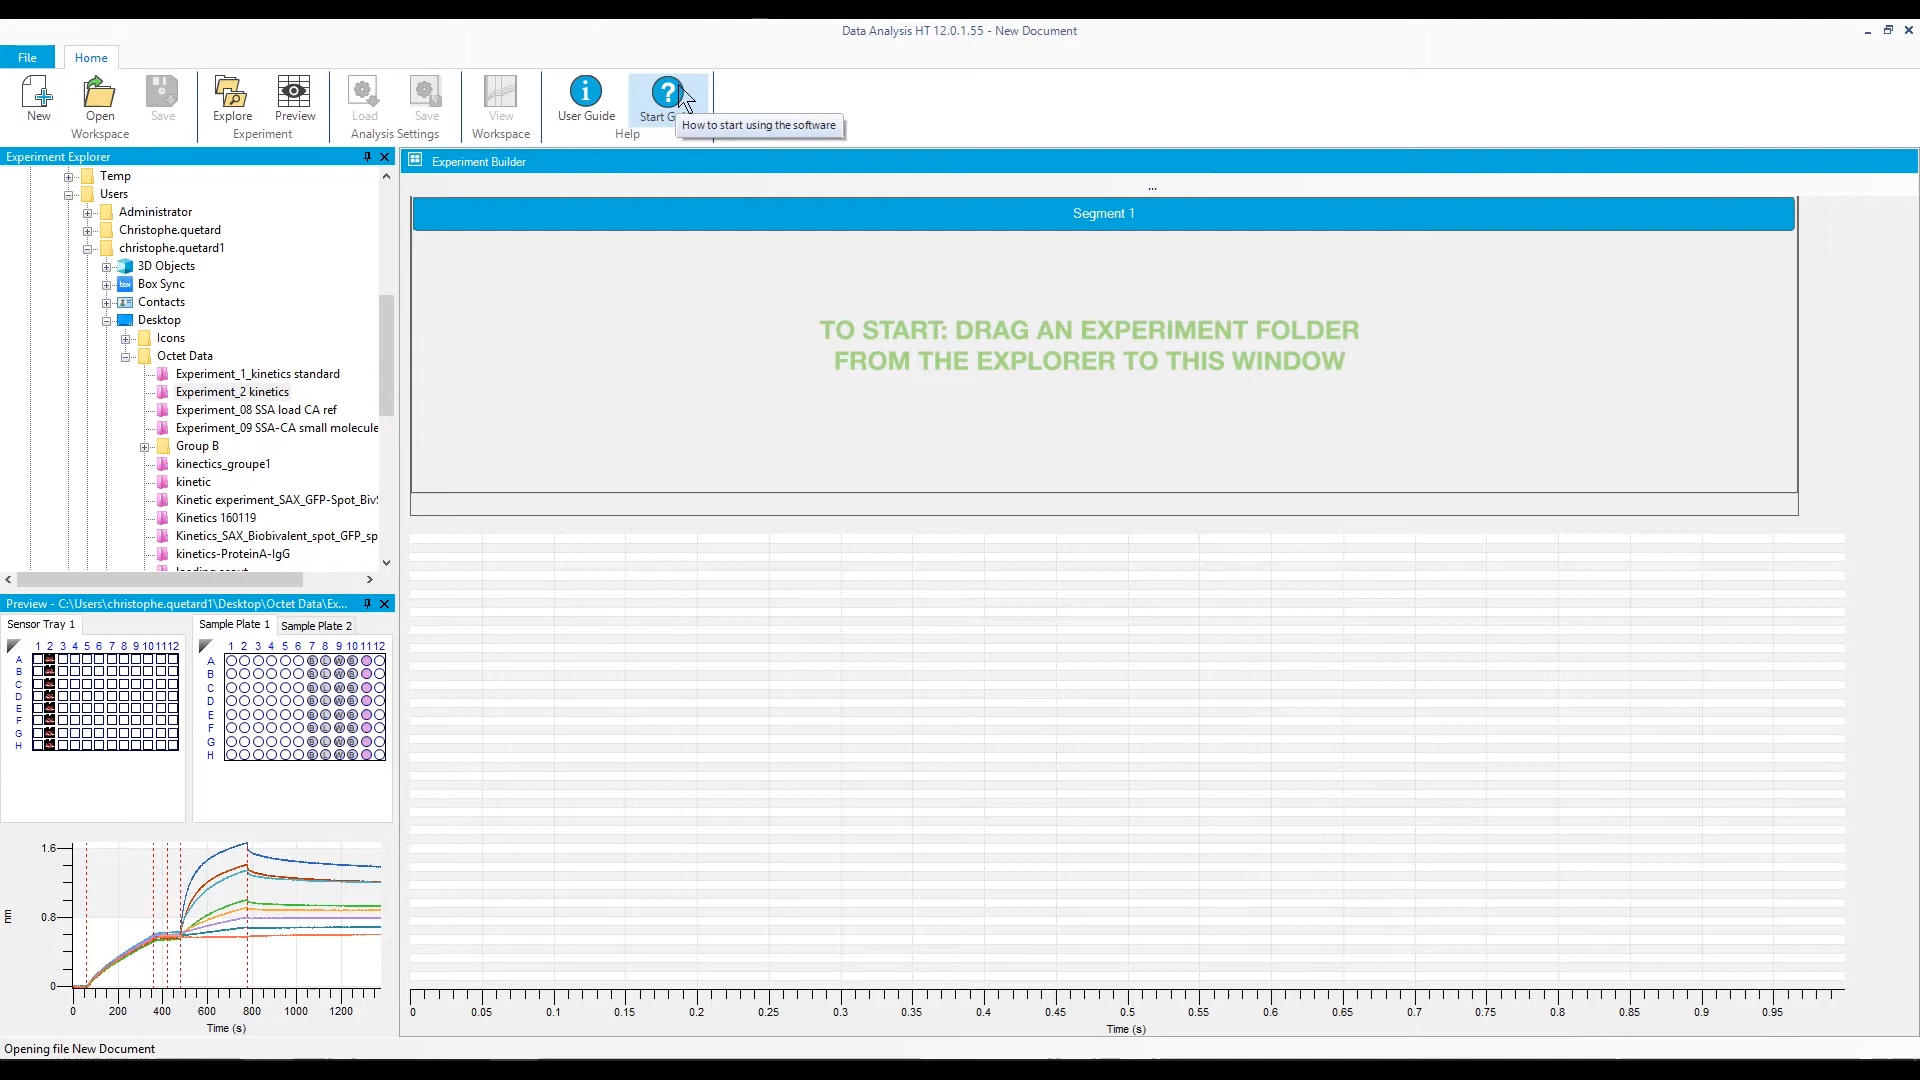 Data Analysis HT 12.0.1.55 - New Document
File
Home
New
Open
Save
Explore
Preview
Load
Save
View
User Guide
Start G
Workspace
Experiment
Analysis Settings
Workspace
Help
How to start using the software
Experiment Explorer
Temp
Users
Administrator
Christophe.quetard
christophe.quetard1
3D Objects
Box Sync
Contacts
Desktop
Icons
Octet Data
Experiment_1_kinetics standard
Experiment_2 kinetics
Experiment_08 SSA load CA ref
Experiment_09 SSA-CA small molecule
Group B
kinectics_groupe1
kinetic
Kinetic experiment_SAX_GFP-Spot_BivS
Kinetics 160119
Kinetics_SAX_Biobivalent_spot_GFP_sp
kinetics-ProteinA-IgG
Experiment Builder
...
Segment 1
TO START: DRAG AN EXPERIMENT FOLDER
FROM THE EXPLORER TO THIS WINDOW
0 0.05 0.1 0.15 0.2 0.25 0.3 0.35 0.4 0.45 0.5 0.55 0.6 0.65 0.7 0.75 0.8 0.85 0.9 0.95
Time (s)
Preview - C:\Users\christophe.quetard1\Desktop\Octet Data\Ex...
Sensor Tray 1
1 2 3 4 5 6 7 8 9 10 11 12
A
B
C
D
E
F
G
H
Sample Plate 1
Sample Plate 2
1 2 3 4 5 6 7 8 9 10 11 12
A B L W B
B B L W B
C B L W B
D B L W B
E B L W B
F B L W B
G B L W B
H B L W B
1.6
0.8
0
nm
0 200 400 600 800 1000 1200
Time (s)
Opening file New Document